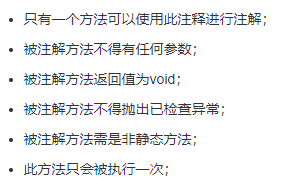 只有一个方法可以使用此注释进行注解；
被注解方法不得有任何参数；
被注解方法返回值为void；
被注解方法不得抛出已检查异常；
被注解方法需是非静态方法；
此方法只会被执行一次；